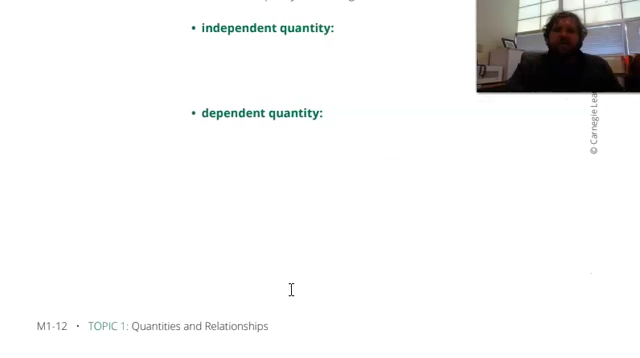 • independent quantity:
• dependent quantity:
© Carnegie Lea
M1-12 • TOPIC 1: Quantities and Relationships